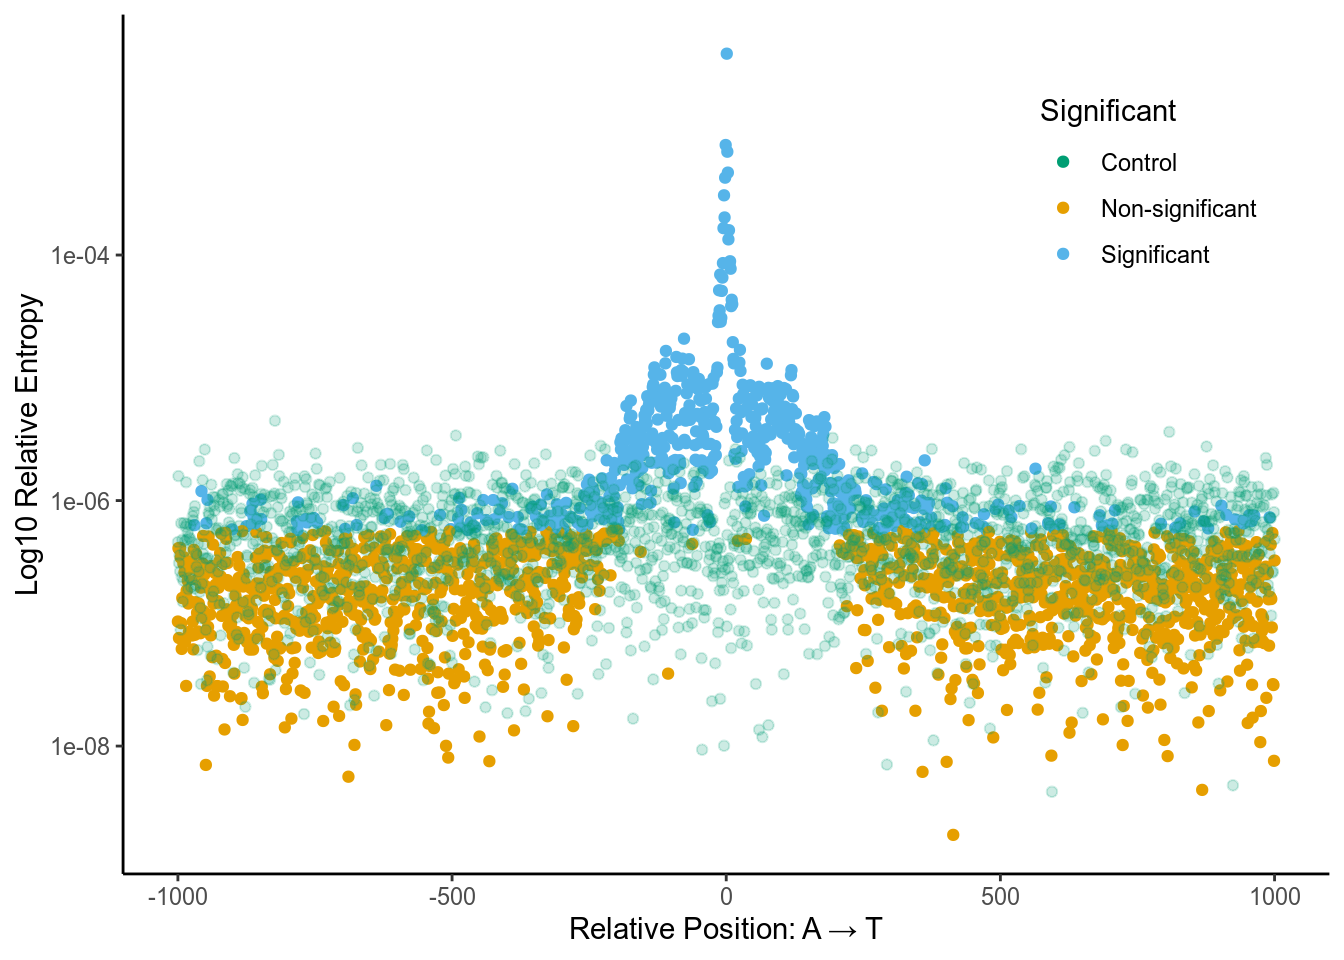 Significant
Control
Non-significant
Significant
1e-04
1e-06
1e-08
Log10 Relative Entropy
-1000
-500
0
500
1000
Relative Position: A → T